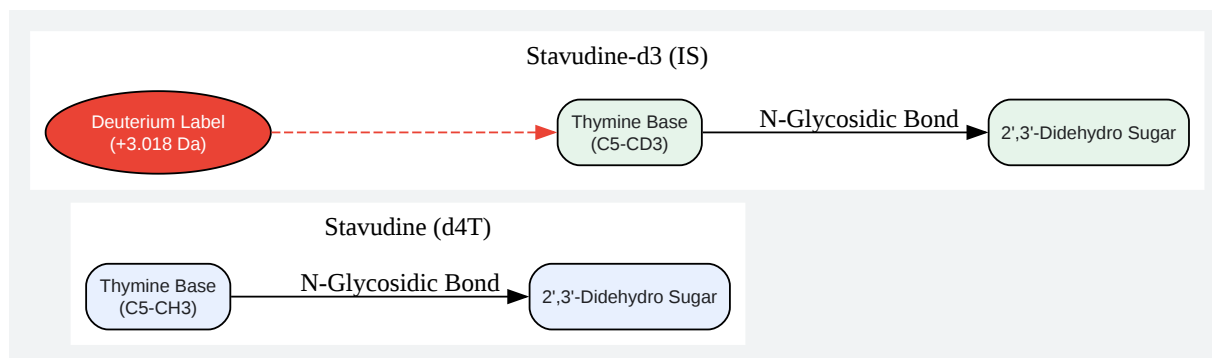 Stavudine-d3 (IS)
Deuterium Label
(+3.018 Da)
Thymine Base
(C5-CD3)
N-Glycosidic Bond
2',3'-Didehydro Sugar
Stavudine (d4T)
Thymine Base
(C5-CH3)
N-Glycosidic Bond
2',3'-Didehydro Sugar